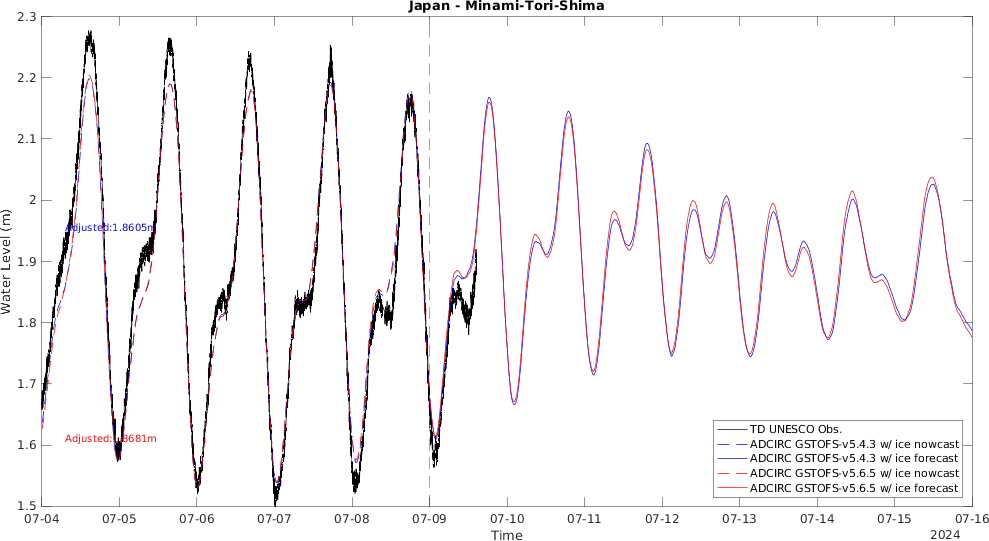 Japan - Minami-Tori-Shima
Water Level (m)
2.3
2.2
2.1
2
1.9
1.8
1.7
1.6
1.5
Adjusted:1.8605m
Adjusted:1.8681m
TD UNESCO Obs.
ADCIRC GSTOFS-v5.4.3 w/ ice nowcast
ADCIRC GSTOFS-v5.4.3 w/ ice forecast
ADCIRC GSTOFS-v5.6.5 w/ ice nowcast
ADCIRC GSTOFS-v5.6.5 w/ ice forecast
07-04 07-05 07-06 07-07 07-08 07-09 07-10 07-11 07-12 07-13 07-14 07-15 07-16
Time
2024